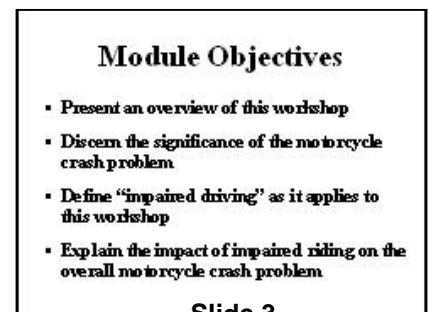 Module Objectives
▪ Present an overview of this workshop
▪ Discern the significance of the motorcycle
crash problem
▪ Define “impaired driving” as it applies to
this workshop
▪ Explain the impact of impaired riding on the
overall motorcycle crash problem
Slide 3